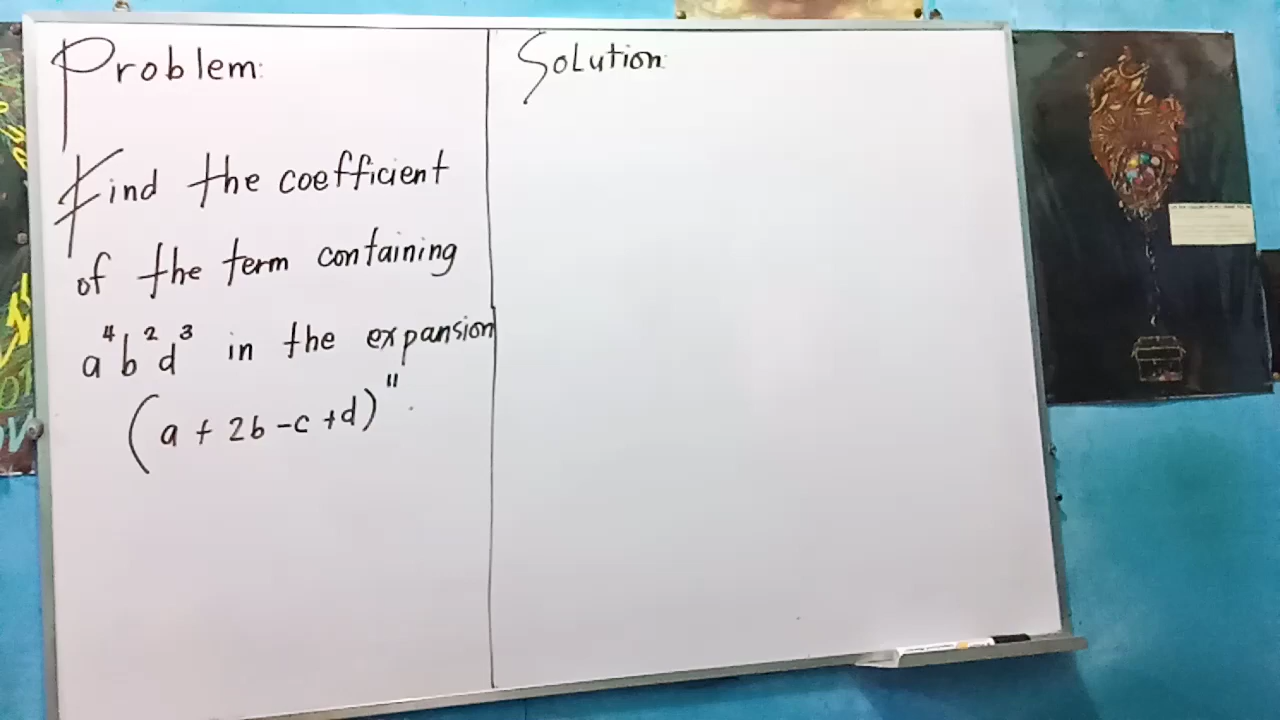 Problem:
Find the coefficient
of the term containing
a⁴b²d³ in the expansion
(a + 2b - c + d)¹¹.
Solution: